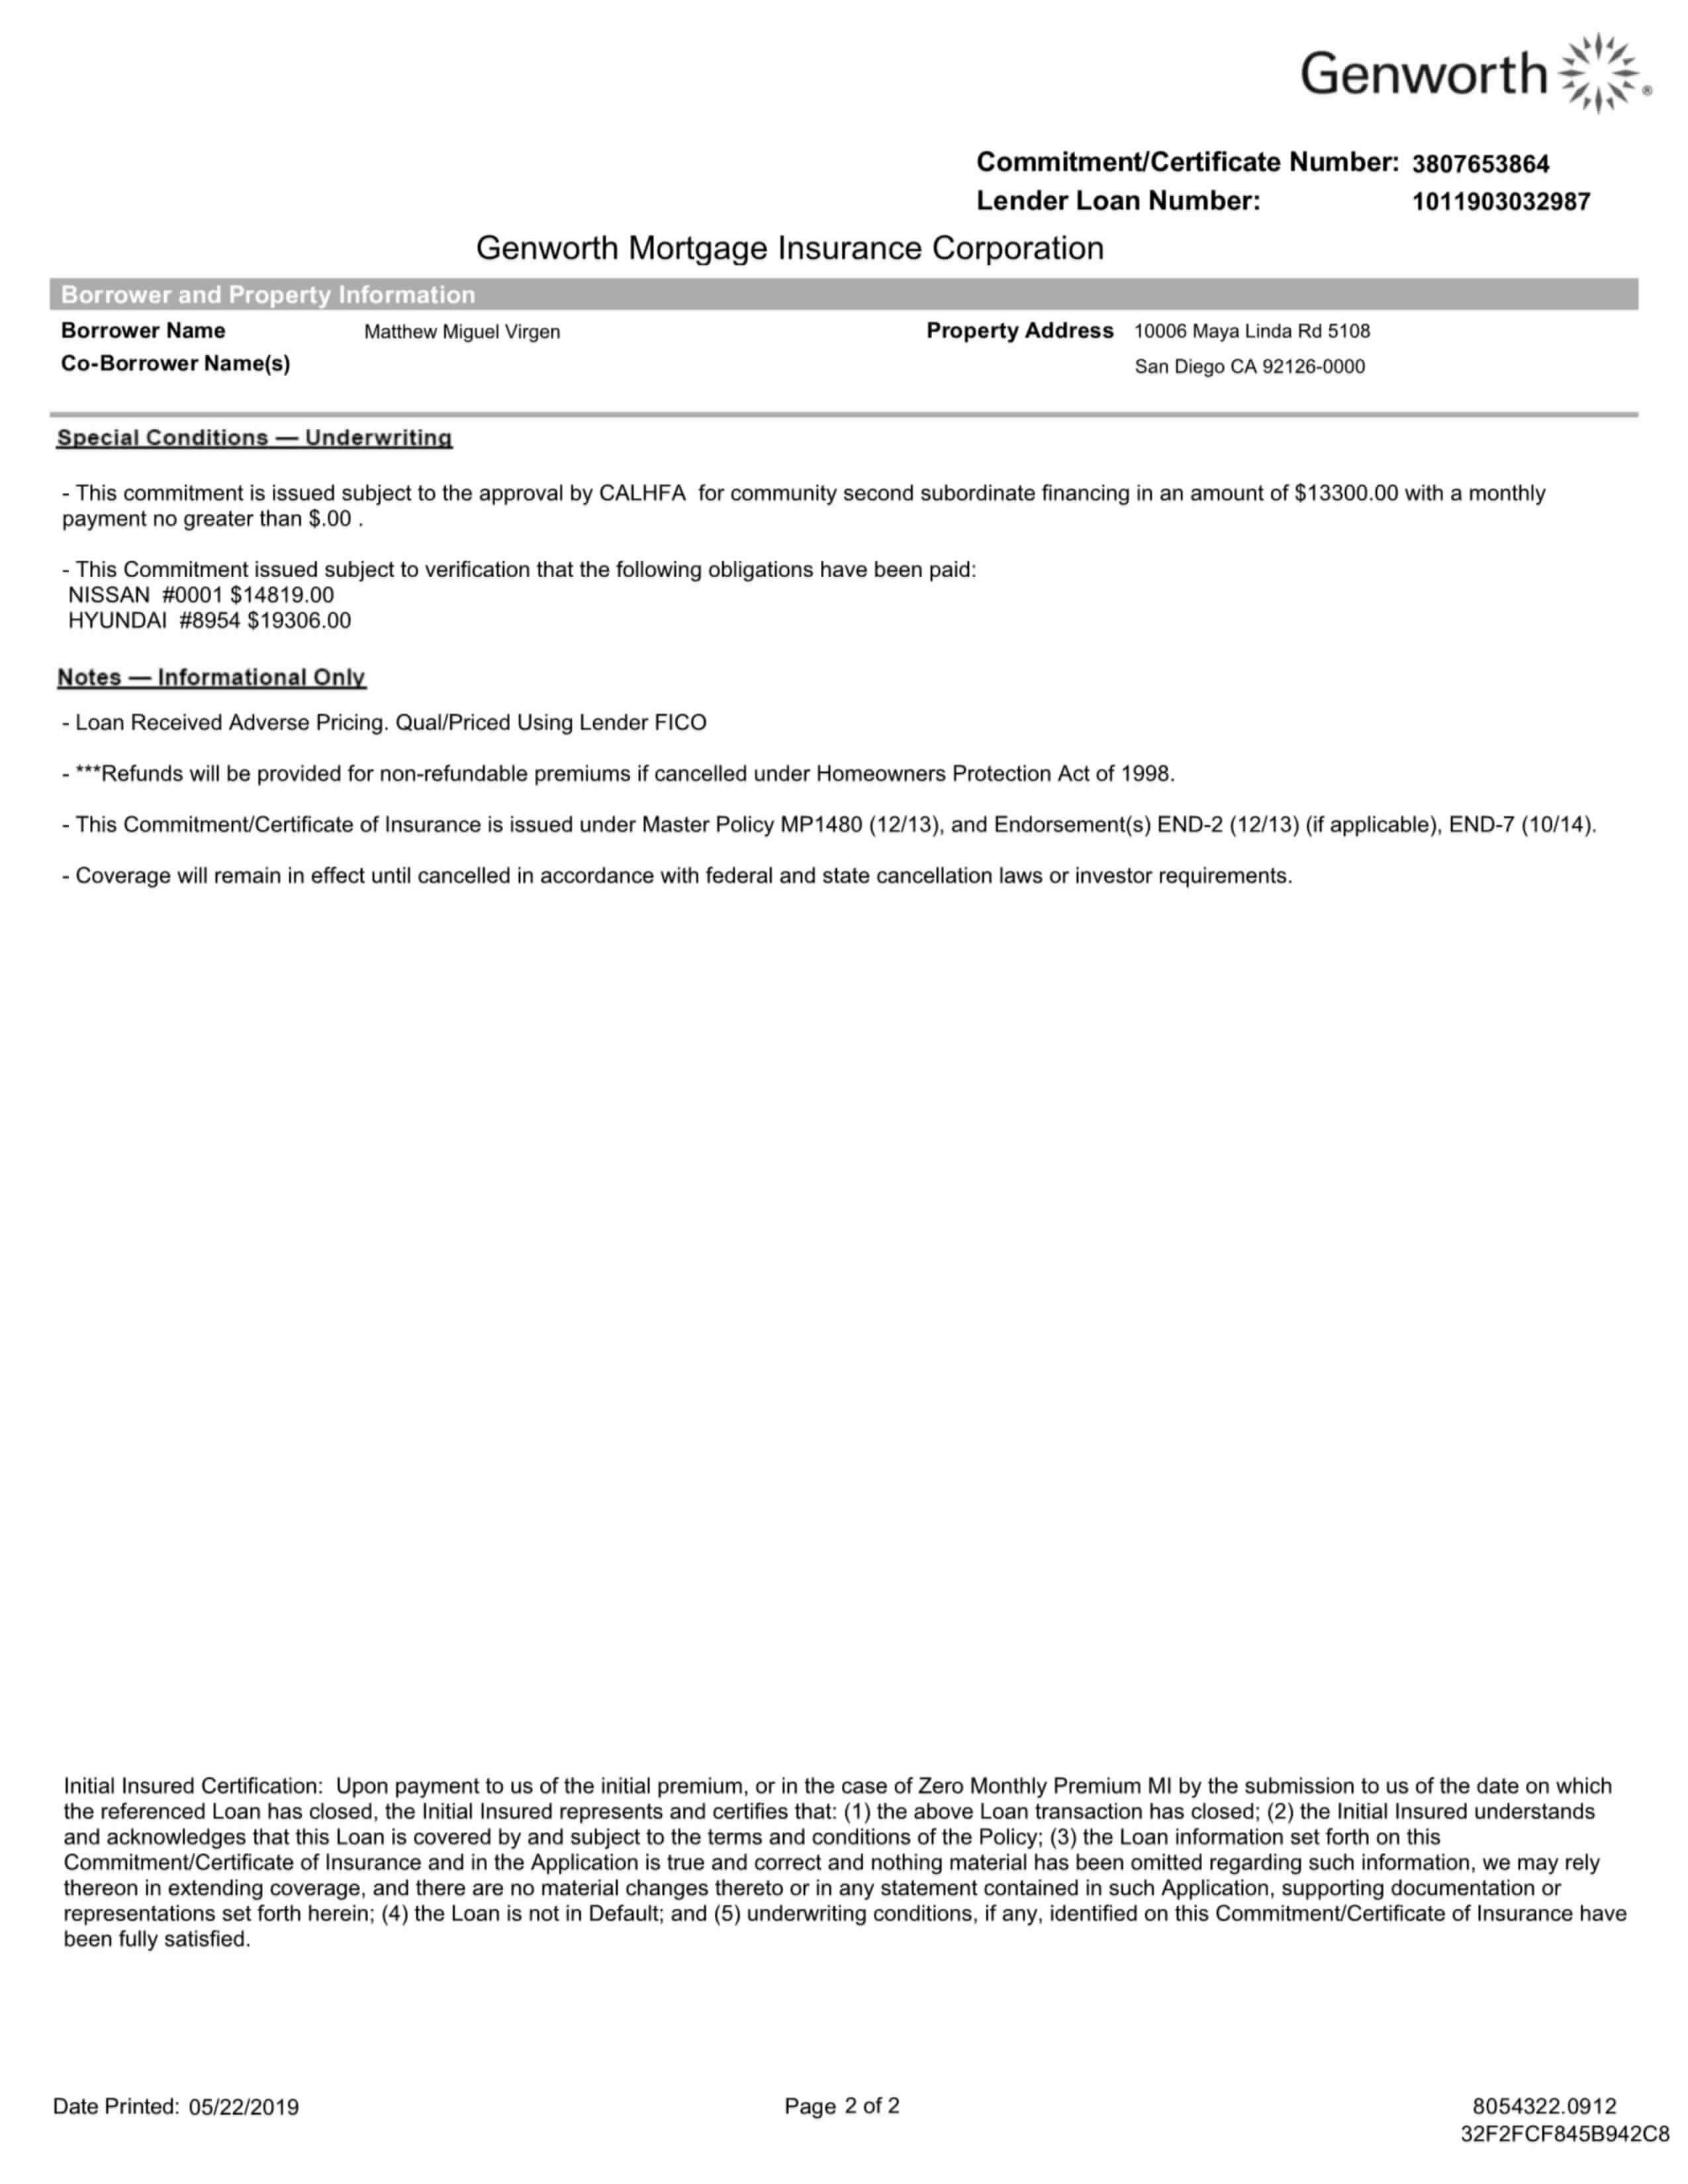 Genworth ®
Commitment/Certificate Number: 3807653864
Lender Loan Number: 1011903032987
Genworth Mortgage Insurance Corporation
Borrower and Property Information
Borrower Name Matthew Miguel Virgen Property Address 10006 Maya Linda Rd 5108
Co-Borrower Name(s) San Diego CA 92126-0000
Special Conditions — Underwriting
- This commitment is issued subject to the approval by CALHFA for community second subordinate financing in an amount of $13300.00 with a monthly
payment no greater than $.00 .
- This Commitment issued subject to verification that the following obligations have been paid:
NISSAN #0001 $14819.00
HYUNDAI #8954 $19306.00
Notes — Informational Only
- Loan Received Adverse Pricing. Qual/Priced Using Lender FICO
- ***Refunds will be provided for non-refundable premiums if cancelled under Homeowners Protection Act of 1998.
- This Commitment/Certificate of Insurance is issued under Master Policy MP1480 (12/13), and Endorsement(s) END-2 (12/13) (if applicable), END-7 (10/14).
- Coverage will remain in effect until cancelled in accordance with federal and state cancellation laws or investor requirements.
Initial Insured Certification: Upon payment to us of the initial premium, or in the case of Zero Monthly Premium MI by the submission to us of the date on which
the referenced Loan has closed, the Initial Insured represents and certifies that: (1) the above Loan transaction has closed; (2) the Initial Insured understands
and acknowledges that this Loan is covered by and subject to the terms and conditions of the Policy; (3) the Loan information set forth on this
Commitment/Certificate of Insurance and in the Application is true and correct and nothing material has been omitted regarding such information, we may rely
thereon in extending coverage, and there are no material changes thereto or in any statement contained in such Application, supporting documentation or
representations set forth herein; (4) the Loan is not in Default; and (5) underwriting conditions, if any, identified on this Commitment/Certificate of Insurance have
been fully satisfied.
Date Printed: 05/22/2019 Page 2 of 2 8054322.0912
32F2FCF845B942C8